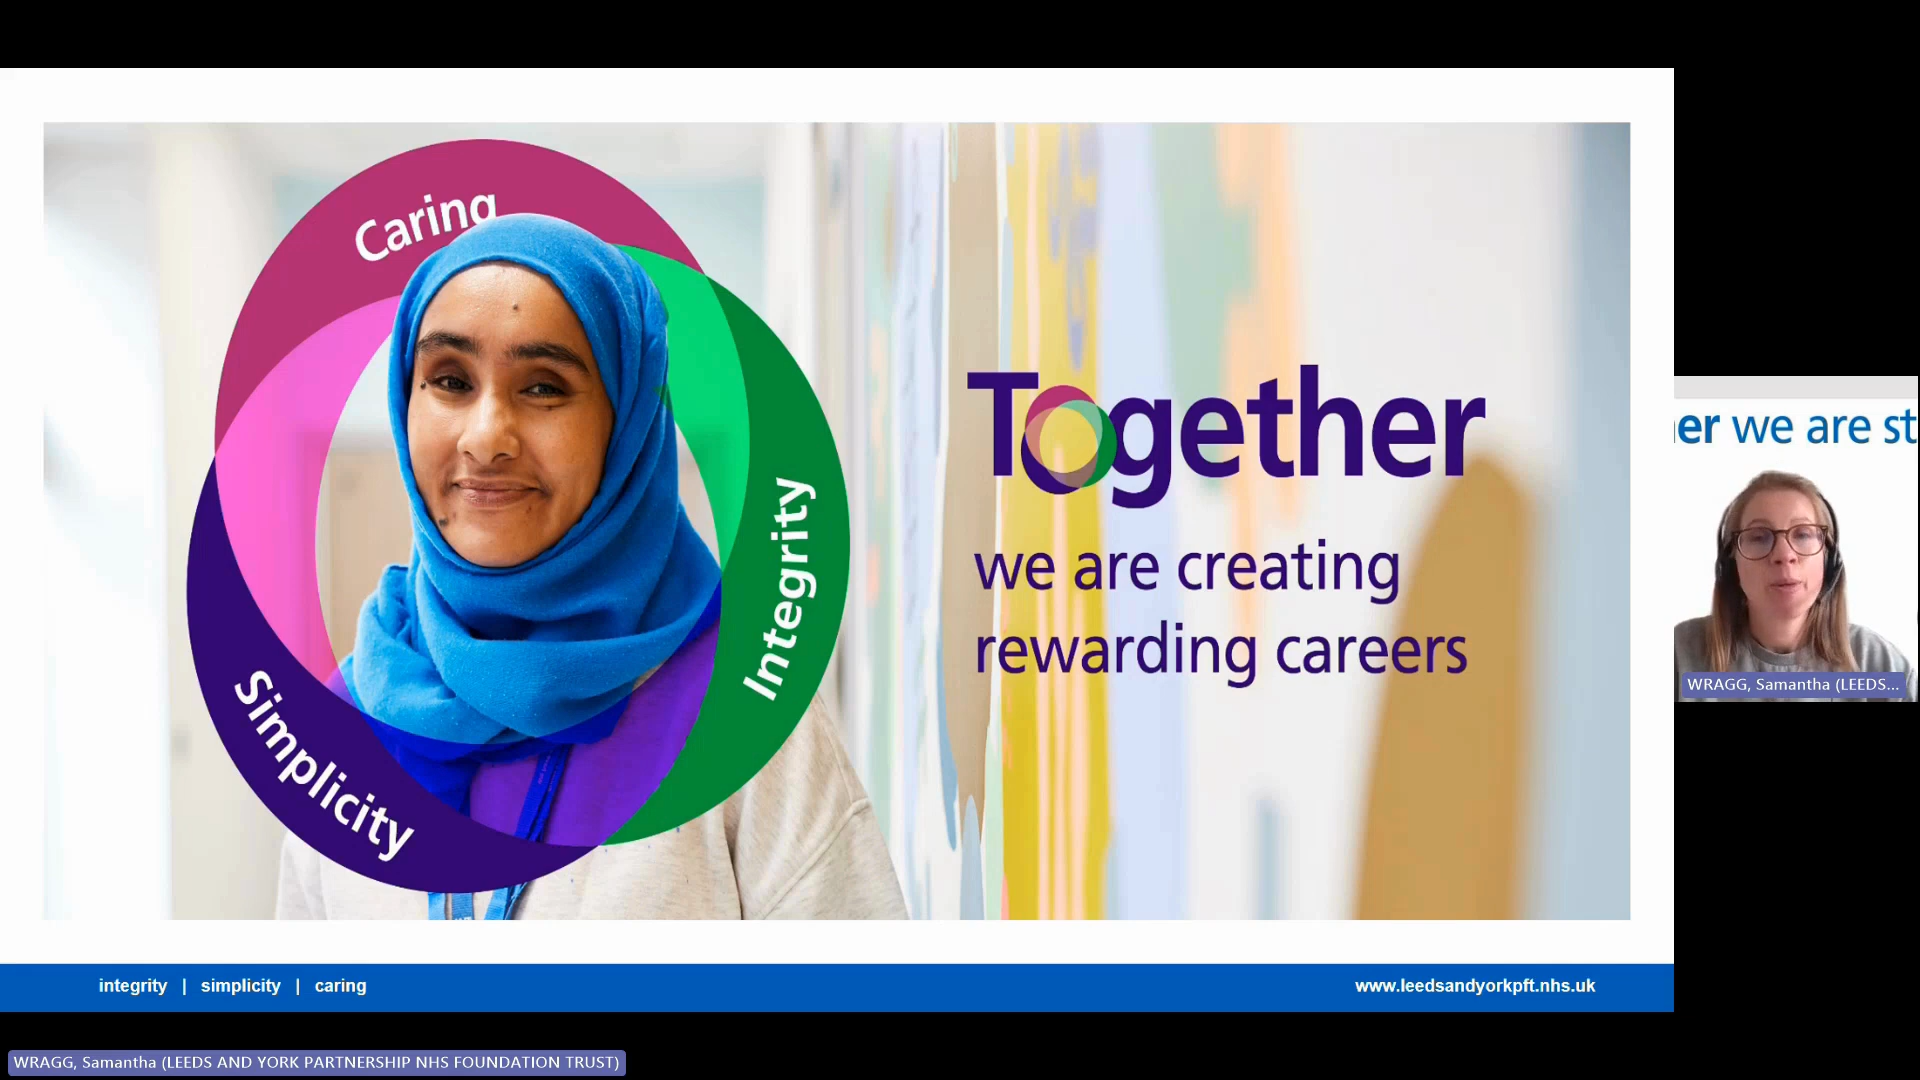 Caring
Integrity
Simplicity
Together
we are creating
rewarding careers
integrity | simplicity | caring
www.leedsandyorkpft.nhs.uk
er we are st
WRAGG, Samantha (LEEDS...
WRAGG, Samantha (LEEDS AND YORK PARTNERSHIP NHS FOUNDATION TRUST)